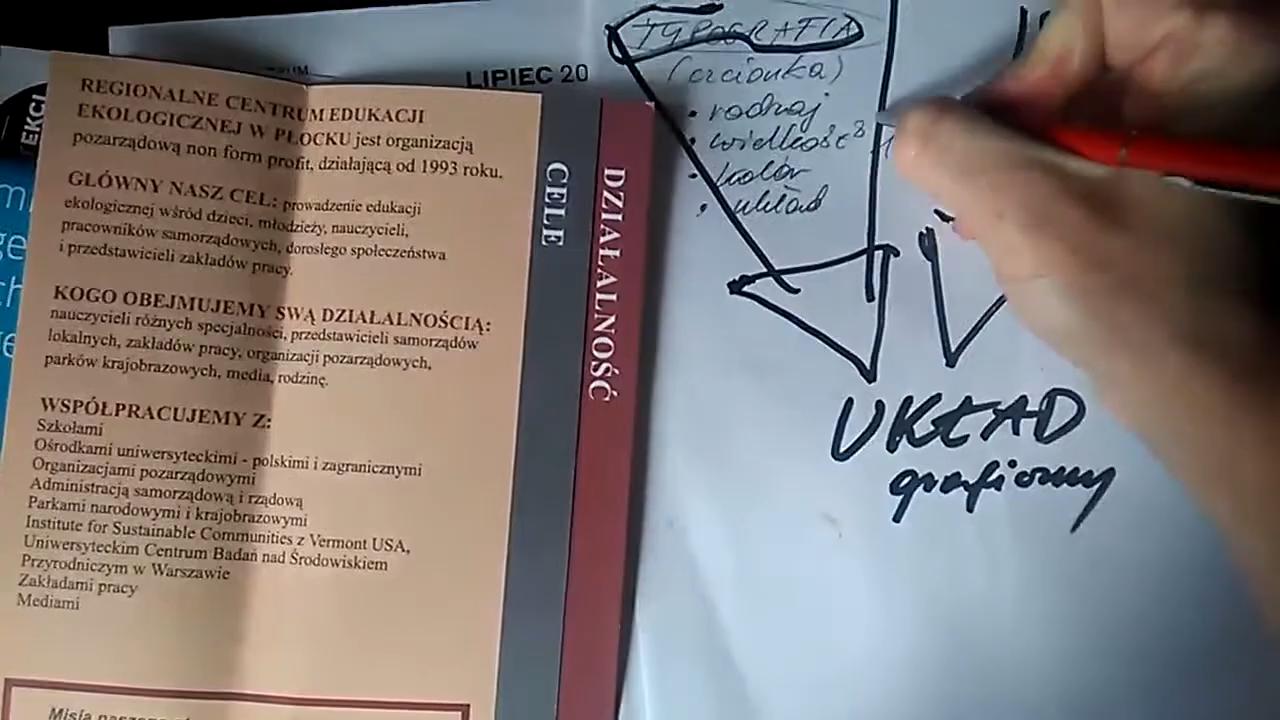 LIPIEC 20
EKCJ
REGIONALNE CENTRUM EDUKACJI
EKOLOGICZNEJ W PŁOCKU jest organizacją
pozarządową non form profit, działającą od 1993 roku.
GŁÓWNY NASZ CEL: prowadzenie edukacji
ekologicznej wśród dzieci, młodzieży, nauczycieli,
pracowników samorządowych, dorosłego społeczeństwa
i przedstawicieli zakładów pracy.
KOGO OBEJMUJEMY SWĄ DZIAŁALNOŚCIĄ:
nauczycieli różnych specjalności, przedstawicieli samorządów
lokalnych, zakładów pracy, organizacji pozarządowych,
parków krajobrazowych, media, rodzinę.
WSPÓŁPRACUJEMY Z:
Szkołami
Ośrodkami uniwersyteckimi - polskimi i zagranicznymi
Organizacjami pozarządowymi
Administracją samorządową i rządową
Parkami narodowymi i krajobrazowymi
Institute for Sustainable Communities z Vermont USA,
Uniwersyteckim Centrum Badań nad Środowiskiem
Przyrodniczym w Warszawie
Zakładami pracy
Mediami
Misja
CELE
DZIAŁALNOŚĆ
TYPOGRAFIA
(czcionka)
• rodzaj
• wielkość
• kolor
• układ
UKŁAD
graficzny